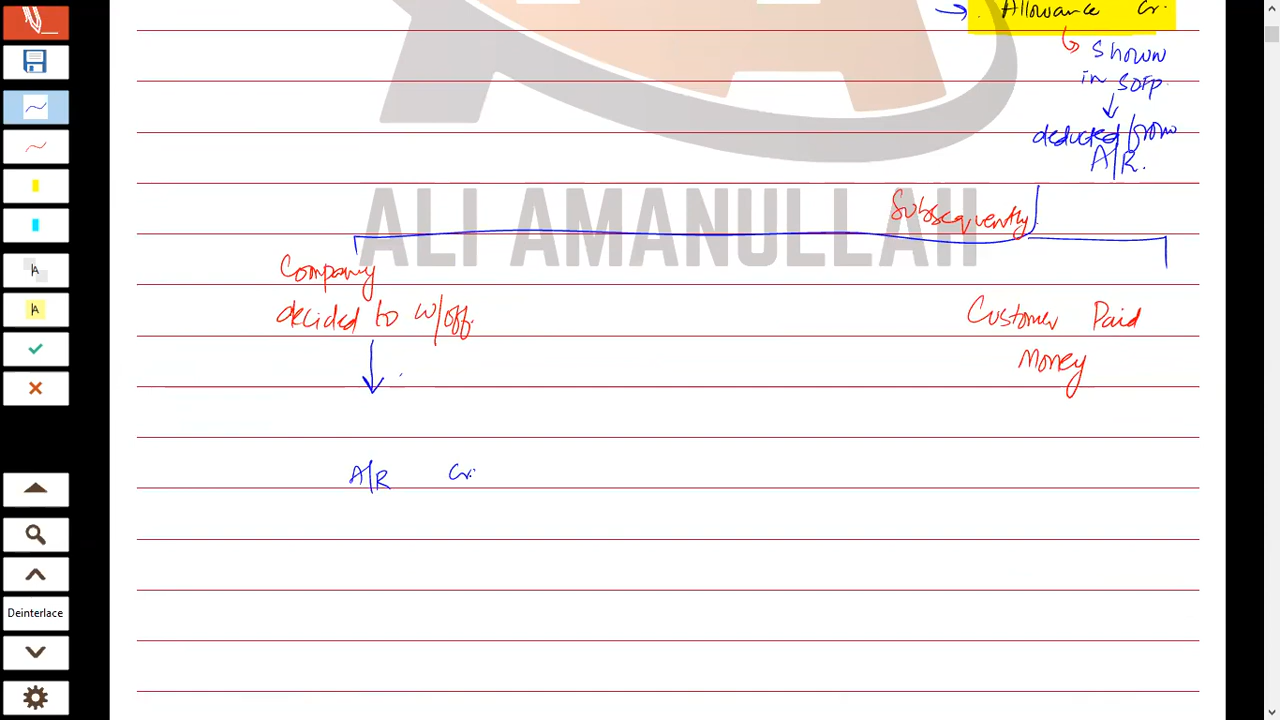 Allowance Cr.
Shown
in SOFP.
deducted from
A/R.
ALI AMANULLAH
Subsequently
Company
decided to w/off.
Customer Paid
Money
A/R Cr.
Deinterlace